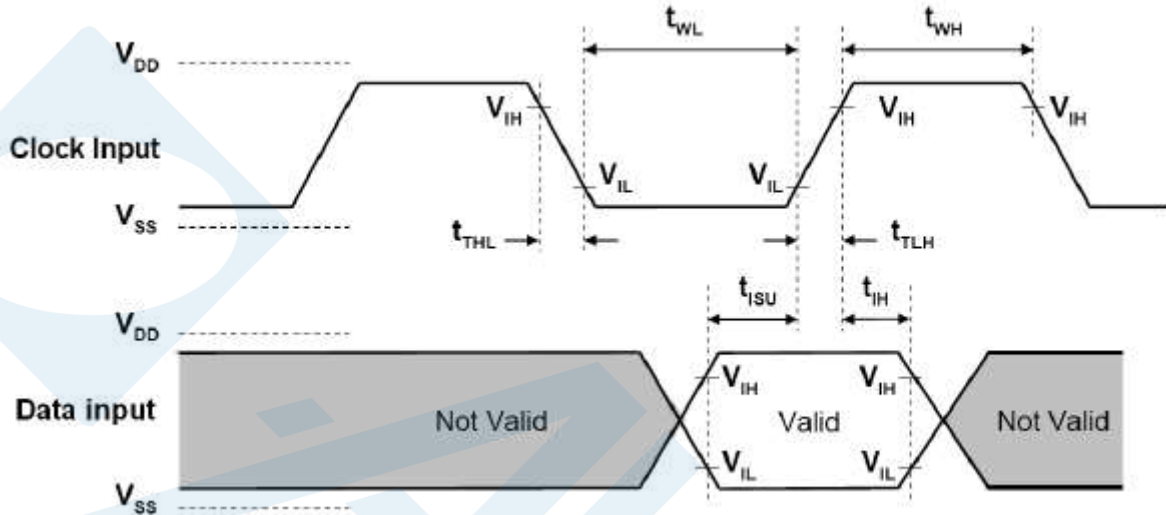 tWL tWH
VDD
VIH VIH VIH
Clock Input
VIL VIL
VSS
tTHL tTLH
tISU tIH
VDD
VIH VIH
Data input Not Valid Valid Not Valid
VIL VIL
VSS